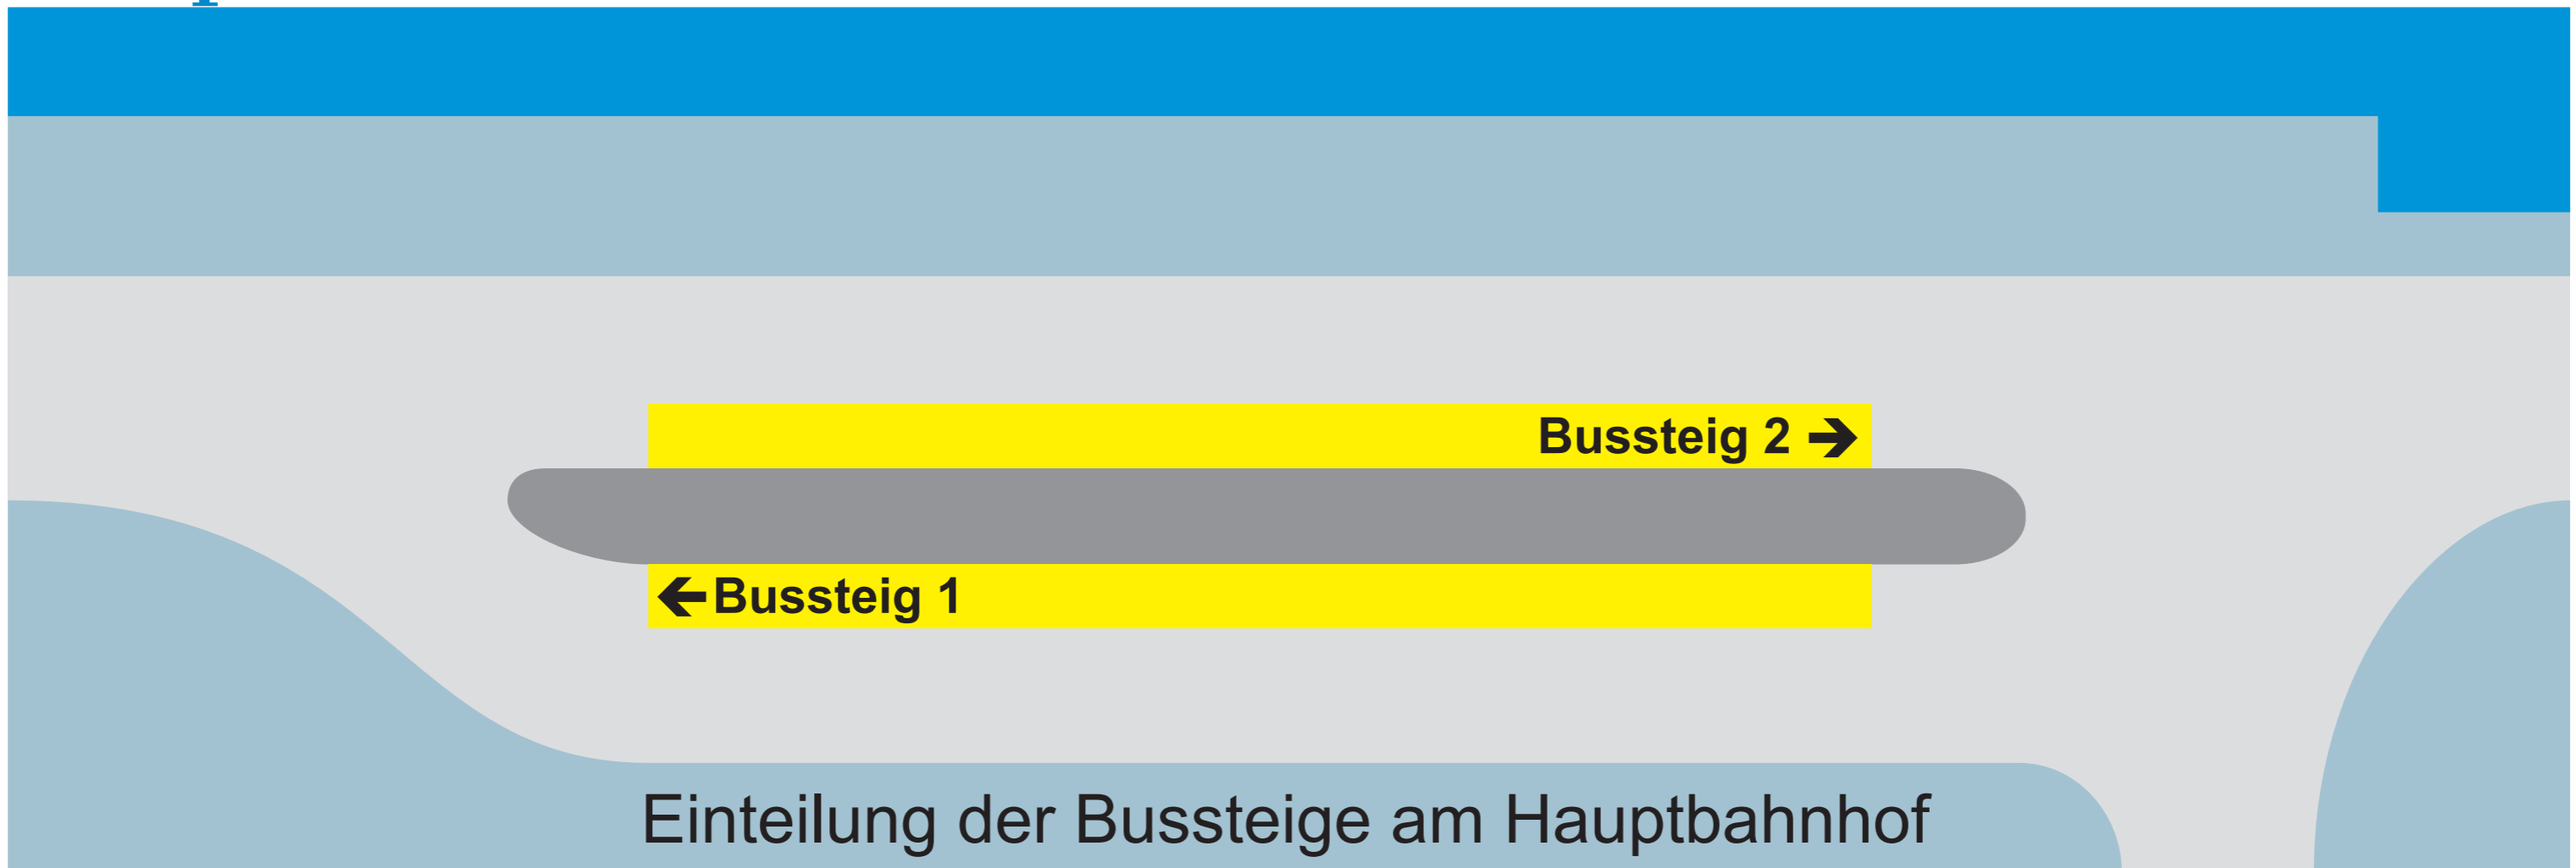 Bussteig 2 →
← Bussteig 1
Einteilung der Bussteige am Hauptbahnhof